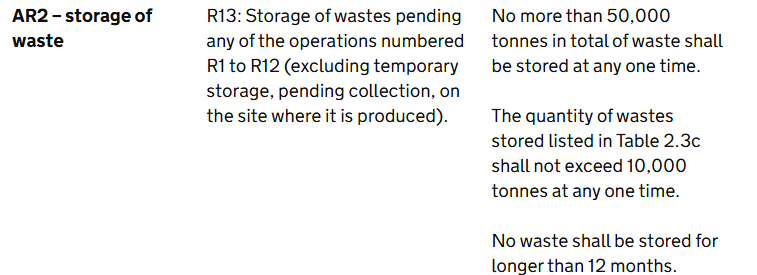 AR2 – storage of
waste
R13: Storage of wastes pending
any of the operations numbered
R1 to R12 (excluding temporary
storage, pending collection, on
the site where it is produced).
No more than 50,000
tonnes in total of waste shall
be stored at any one time.
The quantity of wastes
stored listed in Table 2.3c
shall not exceed 10,000
tonnes at any one time.
No waste shall be stored for
longer than 12 months.